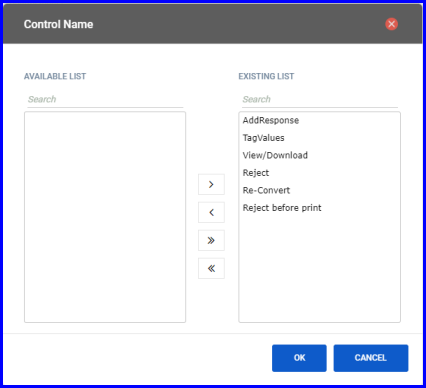 Control Name
AVAILABLE LIST
Search
EXISTING LIST
Search
AddResponse
TagValues
View/Download
Reject
Re-Convert
Reject before print
OK
CANCEL